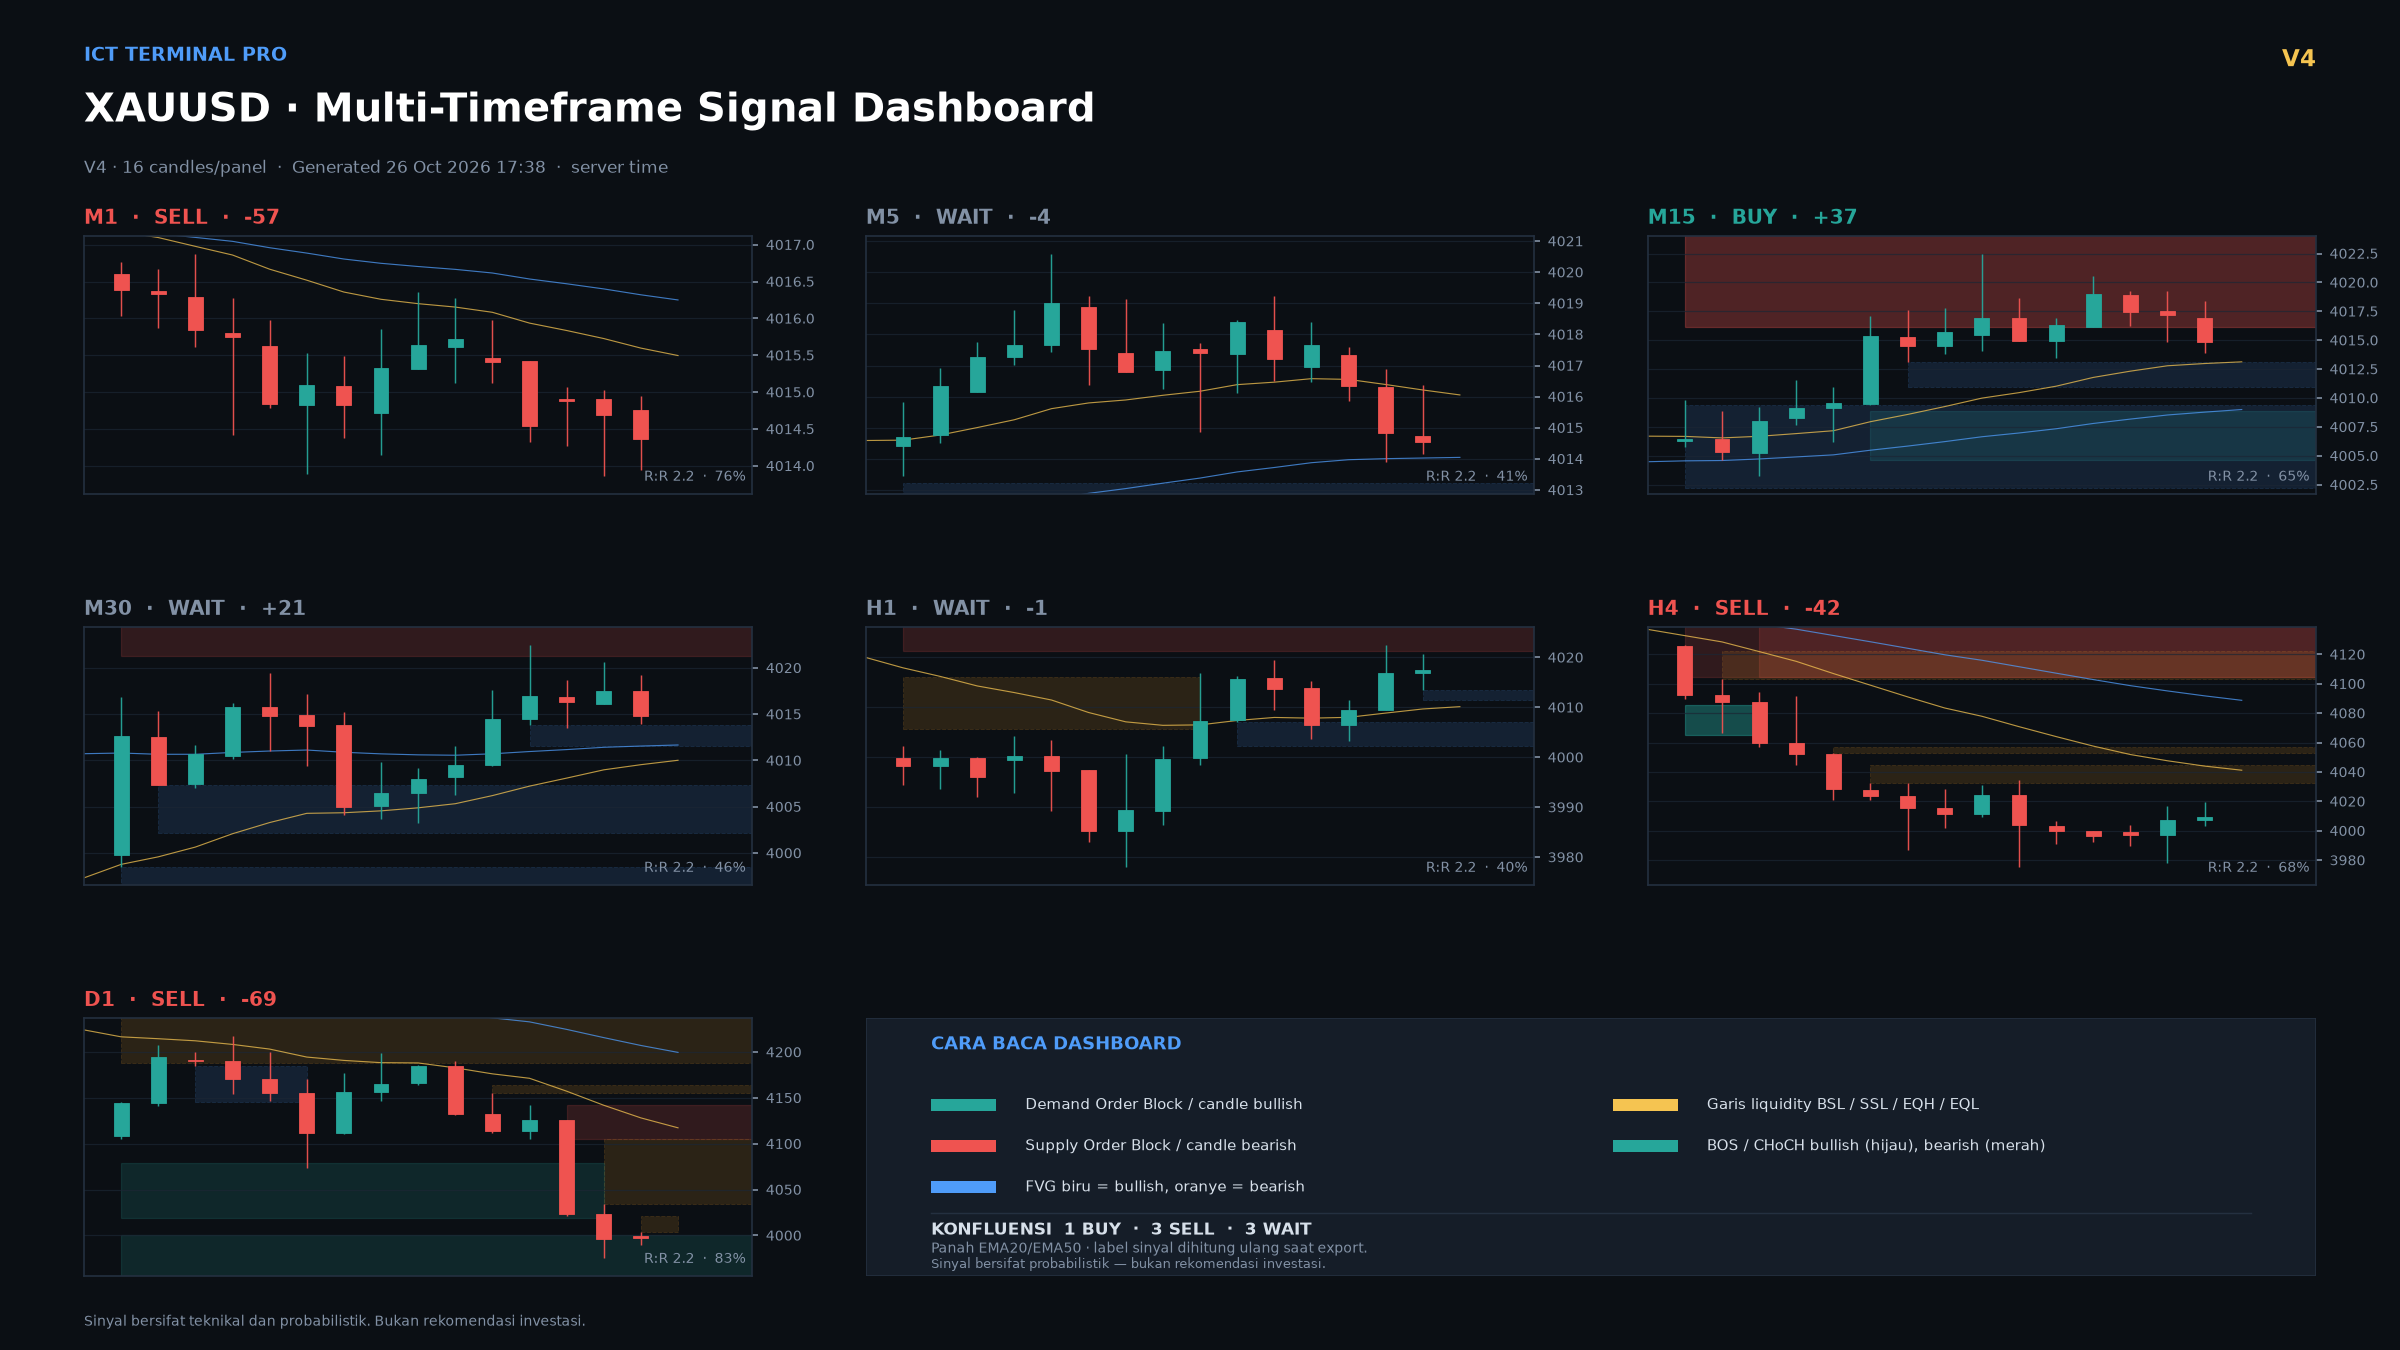 ICT TERMINAL PRO
V4
XAUUSD · Multi-Timeframe Signal Dashboard
V4 · 16 candles/panel · Generated 26 Oct 2026 17:38 · server time
M1 · SELL · -57
4017.0
4016.5
4016.0
4015.5
4015.0
4014.5
4014.0
R:R 2.2 · 76%
M5 · WAIT · -4
4021
4020
4019
4018
4017
4016
4015
4014
4013
R:R 2.2 · 41%
M15 · BUY · +37
4022.5
4020.0
4017.5
4015.0
4012.5
4010.0
4007.5
4005.0
4002.5
R:R 2.2 · 65%
M30 · WAIT · +21
4020
4015
4010
4005
4000
R:R 2.2 · 46%
H1 · WAIT · -1
4020
4010
4000
3990
3980
R:R 2.2 · 40%
H4 · SELL · -42
4120
4100
4080
4060
4040
4020
4000
3980
R:R 2.2 · 68%
D1 · SELL · -69
4200
4150
4100
4050
4000
R:R 2.2 · 83%
CARA BACA DASHBOARD
Demand Order Block / candle bullish
Garis liquidity BSL / SSL / EQH / EQL
Supply Order Block / candle bearish
BOS / CHoCH bullish (hijau), bearish (merah)
FVG biru = bullish, oranye = bearish
KONFLUENSI 1 BUY · 3 SELL · 3 WAIT
Panah EMA20/EMA50 · label sinyal dihitung ulang saat export.
Sinyal bersifat probabilistik — bukan rekomendasi investasi.
Sinyal bersifat teknikal dan probabilistik. Bukan rekomendasi investasi.